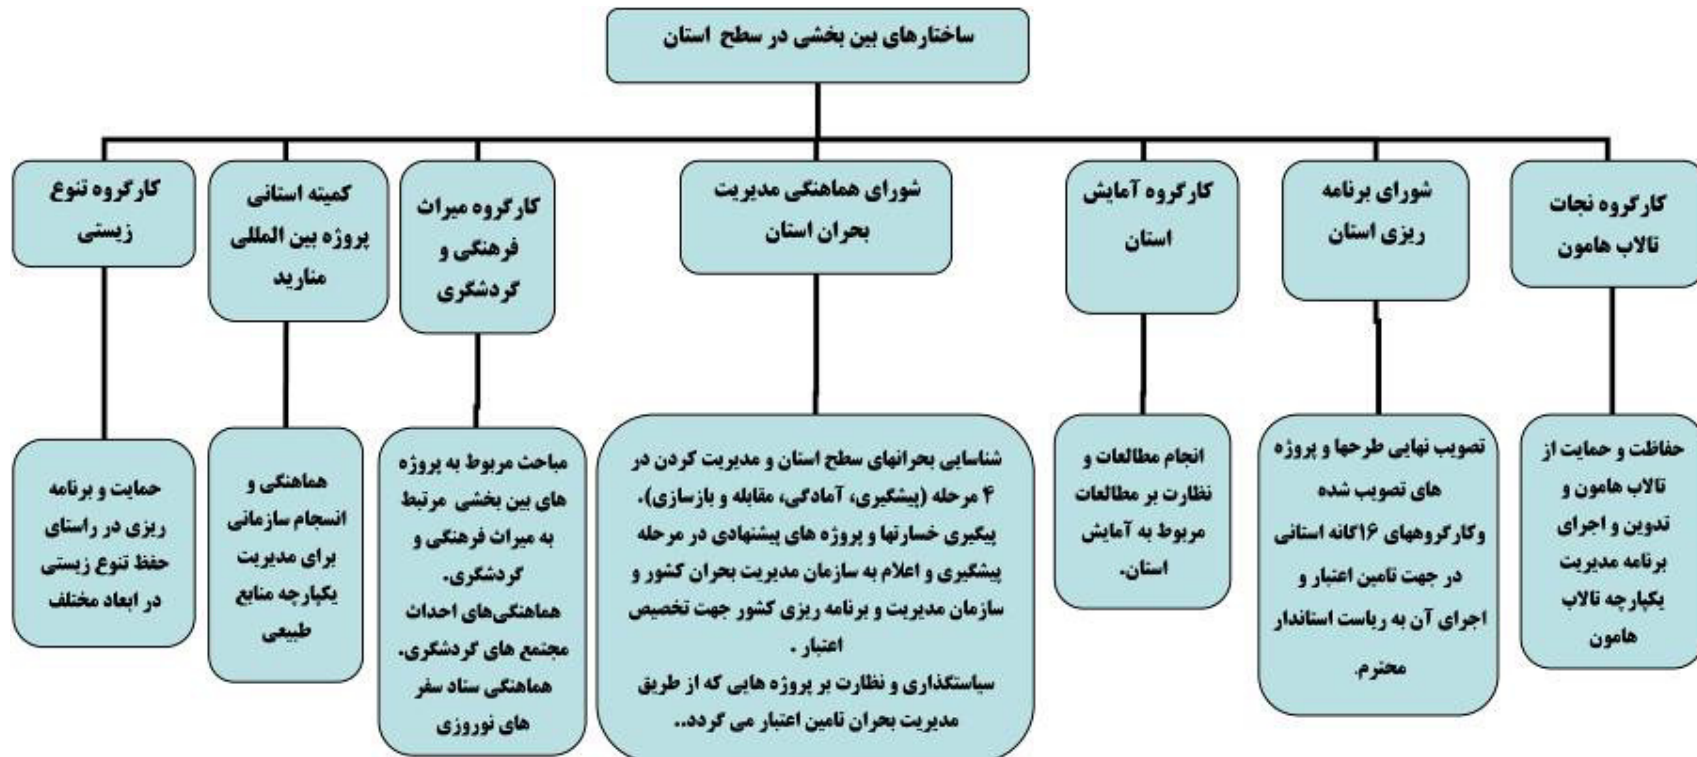 ساختارهای بین بخشی در سطح استان
کارگروه نجات
تالاب هامون
شورای برنامه
ریزی استان
کارگروه آمایش
استان
شورای هماهنگی مدیریت
بحران استان
کارگروه میراث
فرهنگی و
گردشگری
کمیته استانی
پروژه بین المللی
منارید
کارگروه تنوع
زیستی
حفاظت و حمایت از
تالاب هامون و
تدوین و اجرای
برنامه مدیریت
یکپارچه تالاب
هامون
تصویب نهایی طرحها و پروژه
های تصویب شده
وکارگروههای ۱۶گانه استانی
در جهت تامین اعتبار و
اجرای آن به ریاست استاندار
محترم.
انجام مطالعات و
نظارت بر مطالعات
مربوط به آمایش
استان.
شناسایی بحرانهای سطح استان و مدیریت کردن در
۴ مرحله (پیشگیری، آمادگی، مقابله و بازسازی).
پیگیری خسارتها و پروژه های پیشنهادی در مرحله
پیشگیری و اعلام به سازمان مدیریت بحران کشور و
سازمان مدیریت و برنامه ریزی کشور جهت تخصیص
اعتبار .
سیاستگذاری و نظارت بر پروژه هایی که از طریق
مدیریت بحران تامین اعتبار می گردد..
مباحث مربوط به پروژه
های بین بخشی مرتبط
به میراث فرهنگی و
گردشگری.
هماهنگی‌های احداث
مجتمع های گردشگری.
هماهنگی ستاد سفر
های نوروزی
هماهنگی و
انسجام سازمانی
برای مدیریت
یکپارچه منابع
طبیعی
حمایت و برنامه
ریزی در راستای
حفظ تنوع زیستی
در ابعاد مختلف